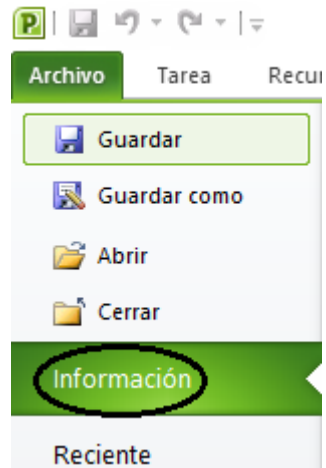 Archivo Tarea
Guardar
Guardar como
Abrir
Cerrar
Información
Reciente